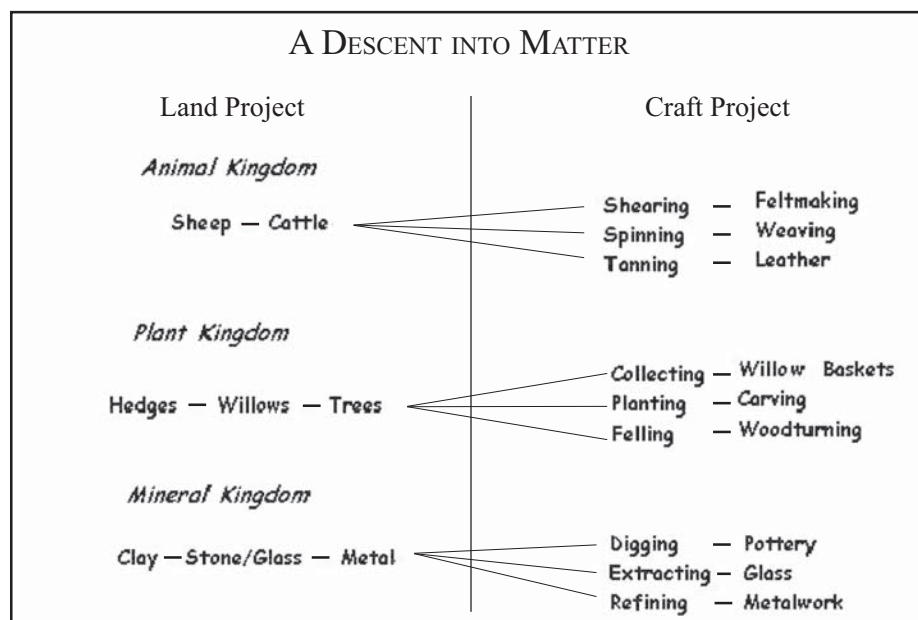 A DESCENT INTO MATTER
Land Project
Craft Project
Animal Kingdom
Sheep — Cattle
Shearing — Feltmaking
Spinning — Weaving
Tanning — Leather
Plant Kingdom
Hedges — Willows — Trees
Collecting — Willow Baskets
Planting — Carving
Felling — Woodturning
Mineral Kingdom
Clay — Stone/Glass — Metal
Digging — Pottery
Extracting — Glass
Refining — Metalwork